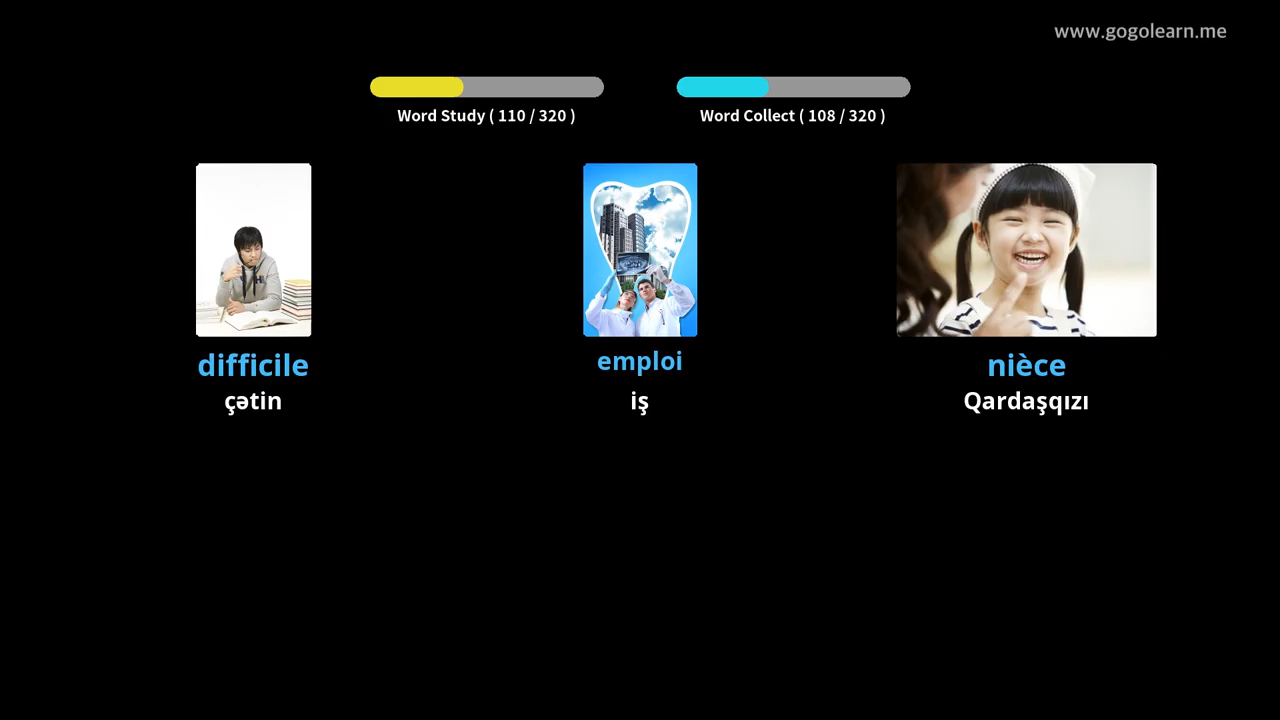 www.gogolearn.me
Word Study ( 110 / 320 )
Word Collect ( 108 / 320 )
difficile
emploi
nièce
çətin
iş
Qardaşqızı